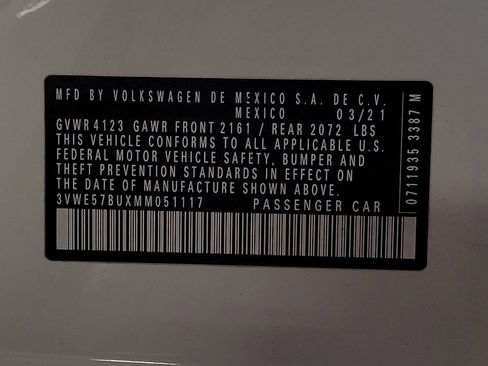 MFD BY VOLKSWAGEN DE MEXICO S.A. DE C.V.
MEXICO 03/21
GVWR 4123 GAWR FRONT 2161 / REAR 2072 LBS
THIS VEHICLE CONFORMS TO ALL APPLICABLE U.S.
FEDERAL MOTOR VEHICLE SAFETY, BUMPER AND
THEFT PREVENTION STANDARDS IN EFFECT ON
THE DATE OF MANUFACTURE SHOWN ABOVE.
3VWE57BUXMM051117 PASSENGER CAR
0711935 3387 M